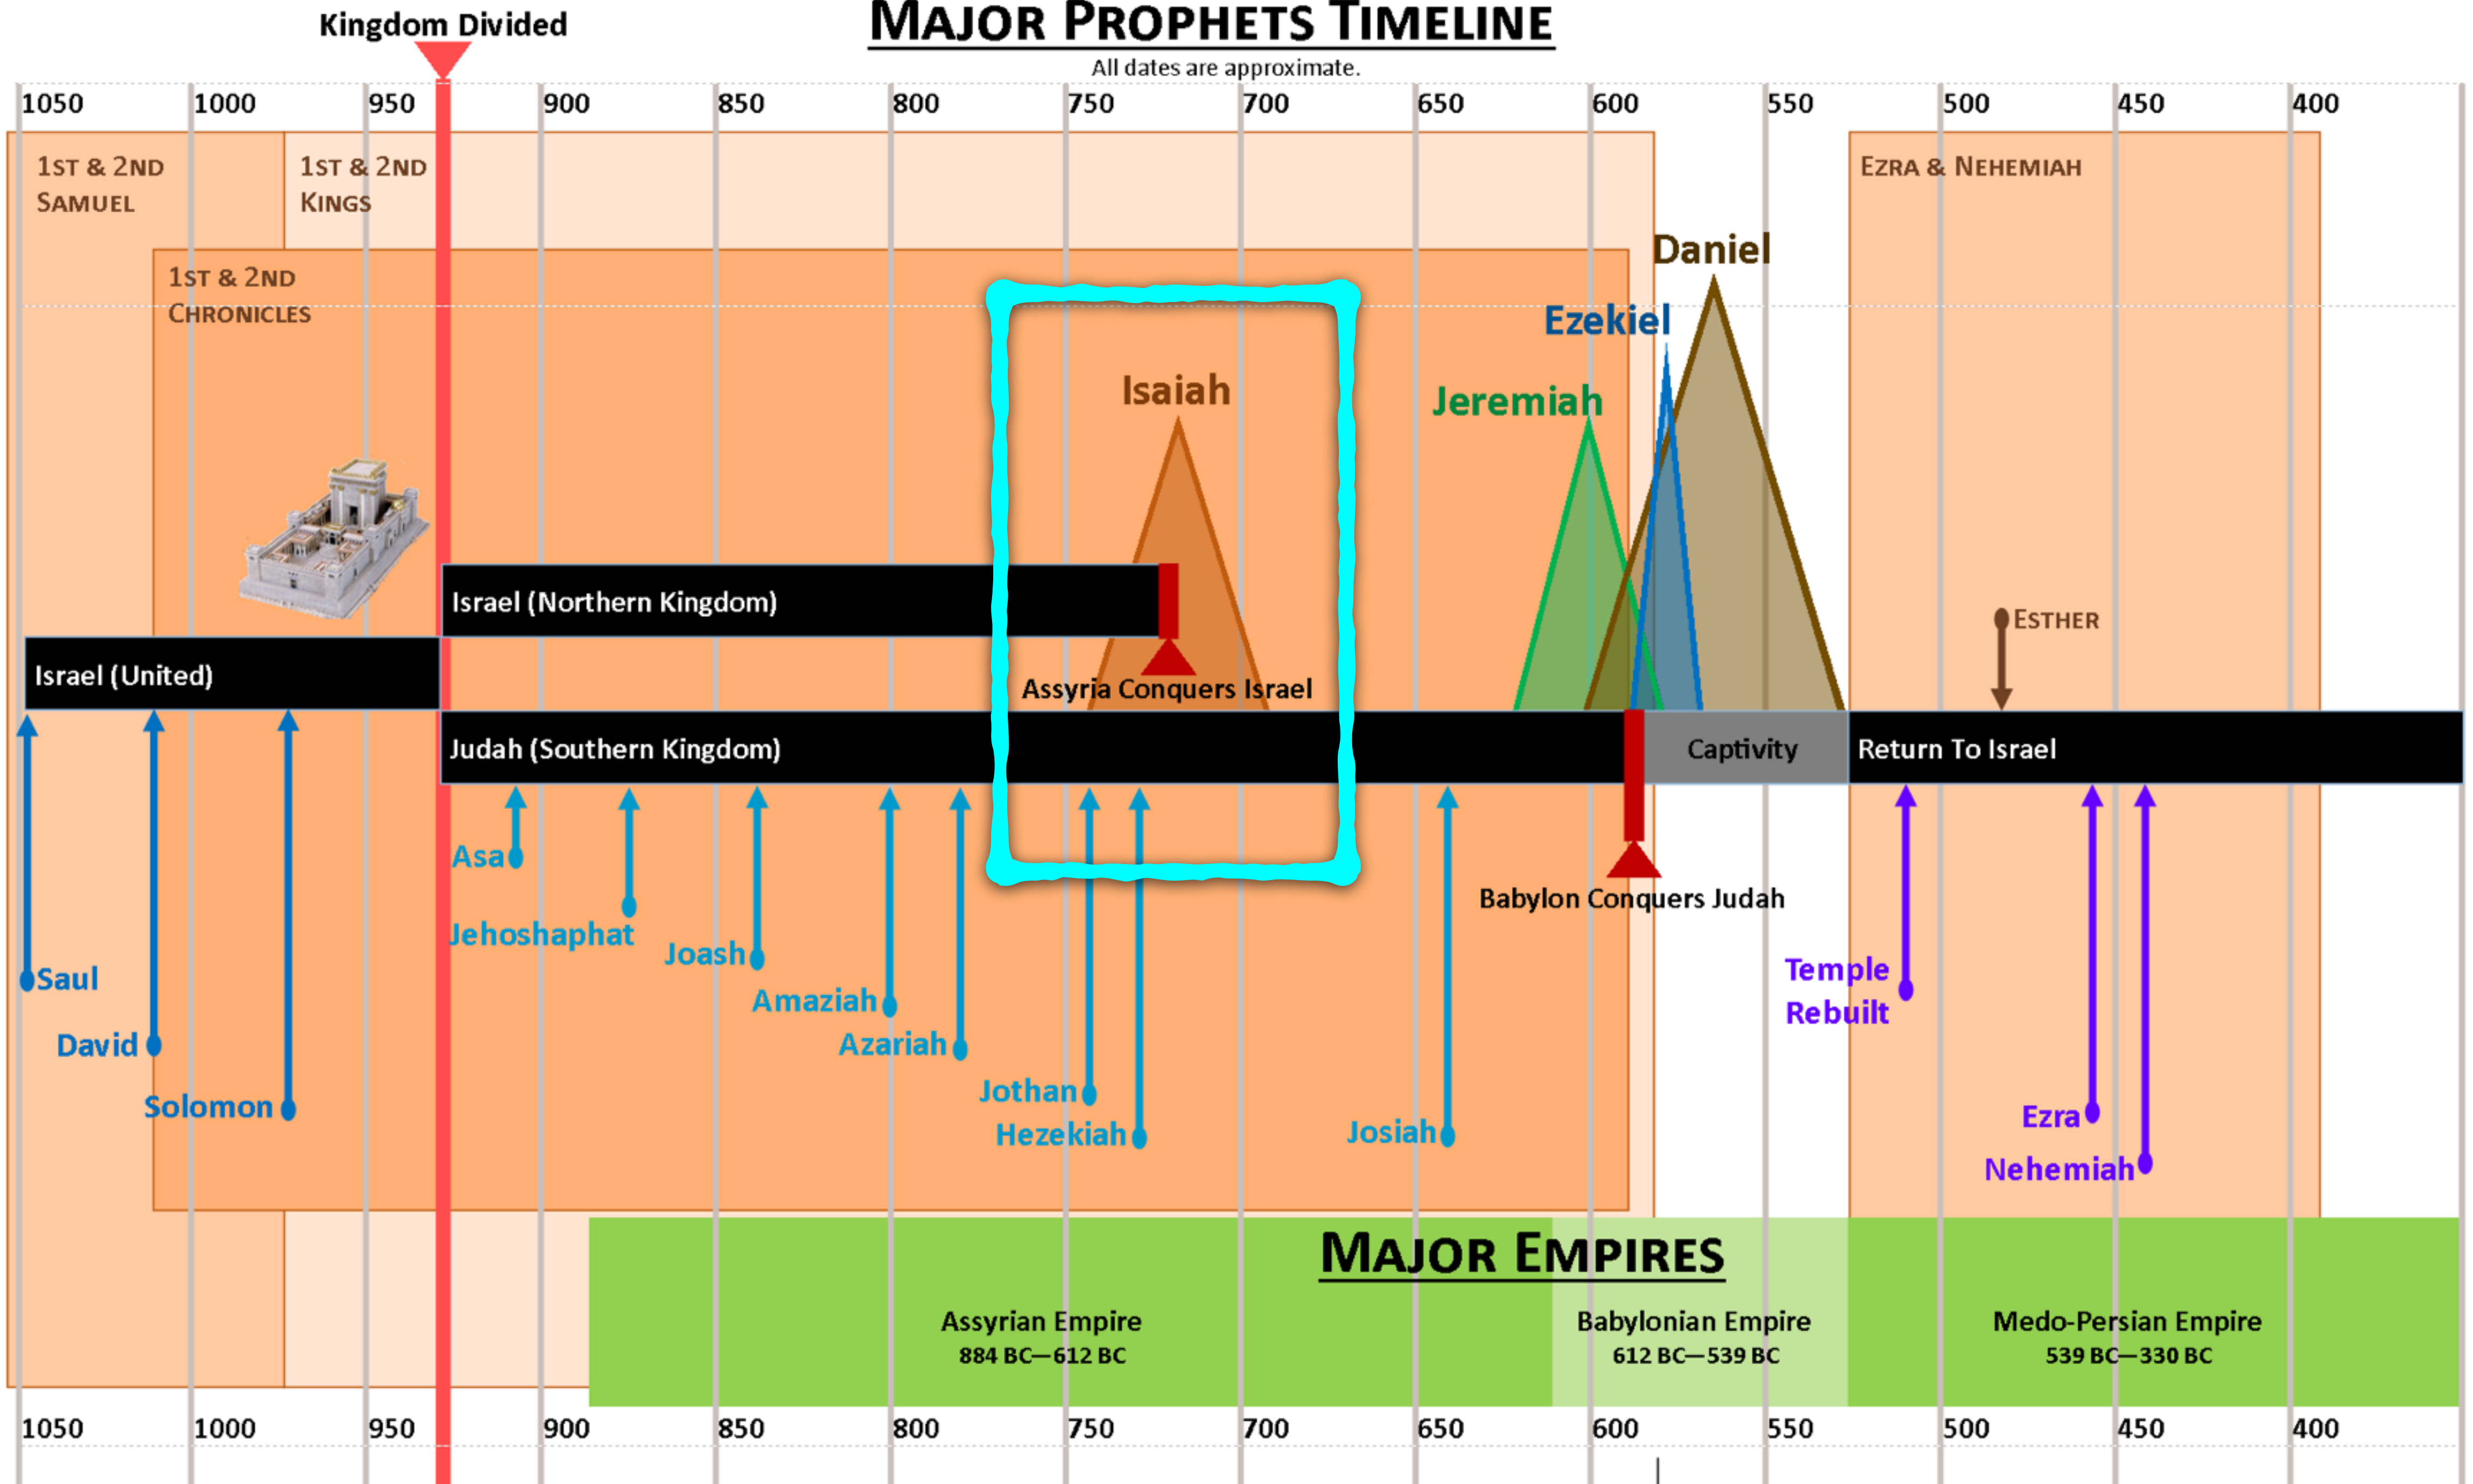 Kingdom Divided
MAJOR PROPHETS TIMELINE
All dates are approximate.
1050 1000 950 900 850 800 750 700 650 600 550 500 450 400
1ST & 2ND
SAMUEL
1ST & 2ND
KINGS
EZRA & NEHEMIAH
1ST & 2ND
CHRONICLES
Daniel
Ezekiel
Isaiah
Jeremiah
Israel (Northern Kingdom)
ESTHER
Israel (United)
Assyria Conquers Israel
Judah (Southern Kingdom)
Captivity
Return To Israel
Asa
Jehoshaphat
Joash
Amaziah
Azariah
Jothan
Hezekiah
Josiah
Saul
David
Solomon
Babylon Conquers Judah
Temple
Rebuilt
Ezra
Nehemiah
MAJOR EMPIRES
Assyrian Empire
884 BC—612 BC
Babylonian Empire
612 BC—539 BC
Medo-Persian Empire
539 BC—330 BC
1050 1000 950 900 850 800 750 700 650 600 550 500 450 400